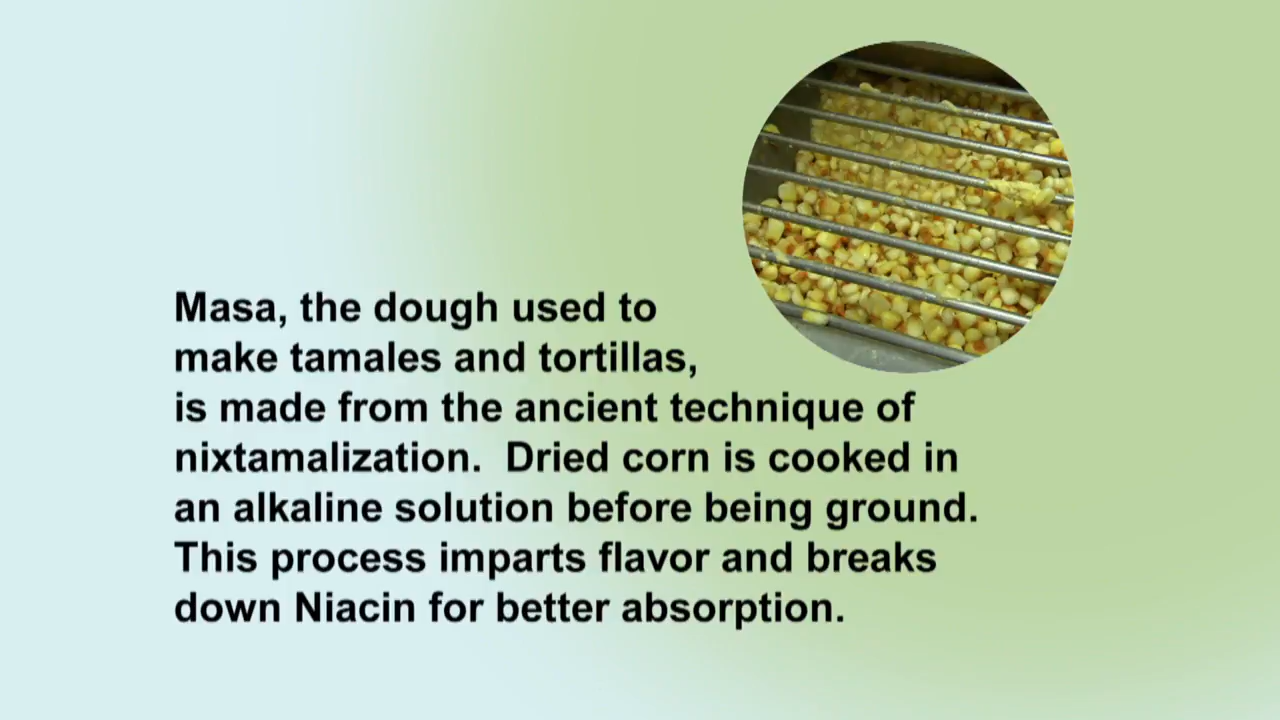 Masa, the dough used to
make tamales and tortillas,
is made from the ancient technique of
nixtamalization.  Dried corn is cooked in
an alkaline solution before being ground.
This process imparts flavor and breaks
down Niacin for better absorption.